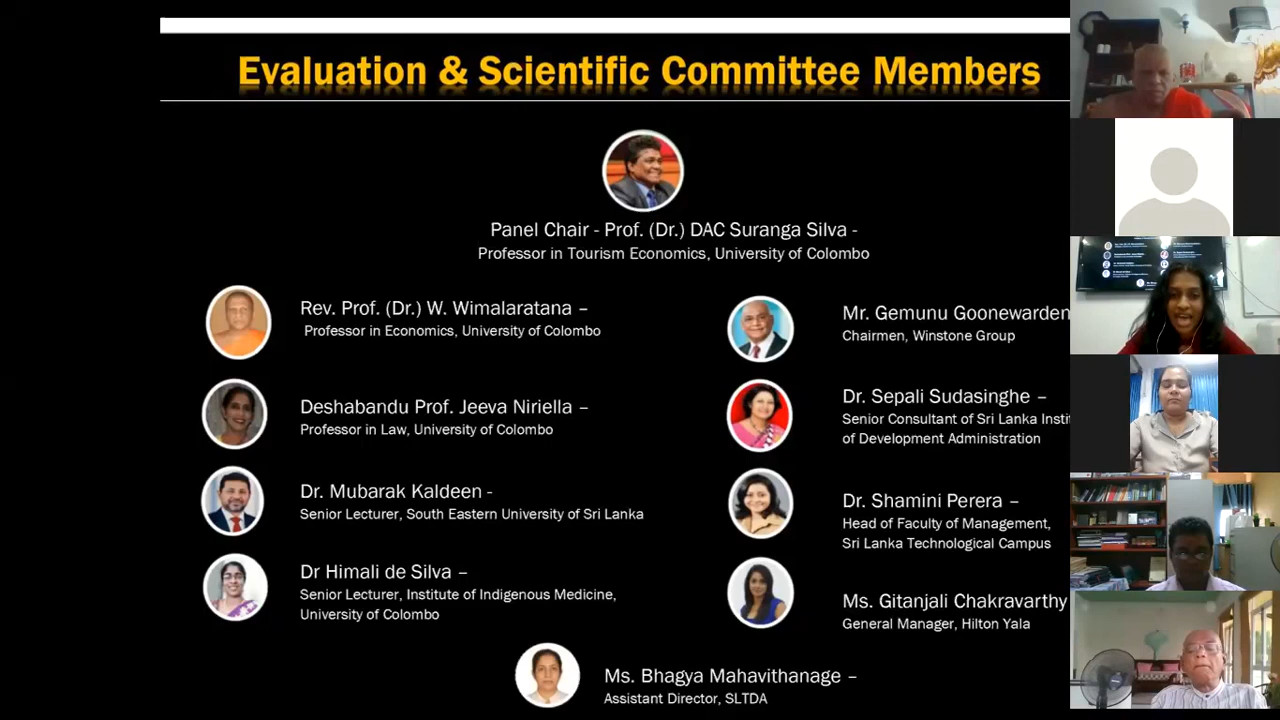 Evaluation & Scientific Committee Members
Panel Chair - Prof. (Dr.) DAC Suranga Silva -
Professor in Tourism Economics, University of Colombo
Rev. Prof. (Dr.) W. Wimalaratana –
Professor in Economics, University of Colombo
Deshabandu Prof. Jeeva Niriella –
Professor in Law, University of Colombo
Dr. Mubarak Kaldeen -
Senior Lecturer, South Eastern University of Sri Lanka
Dr Himali de Silva –
Senior Lecturer, Institute of Indigenous Medicine,
University of Colombo
Mr. Gemunu Goonewarden
Chairmen, Winstone Group
Dr. Sepali Sudasinghe –
Senior Consultant of Sri Lanka Insti
of Development Administration
Dr. Shamini Perera –
Head of Faculty of Management,
Sri Lanka Technological Campus
Ms. Gitanjali Chakravarthy
General Manager, Hilton Yala
Ms. Bhagya Mahavithanage –
Assistant Director, SLTDA